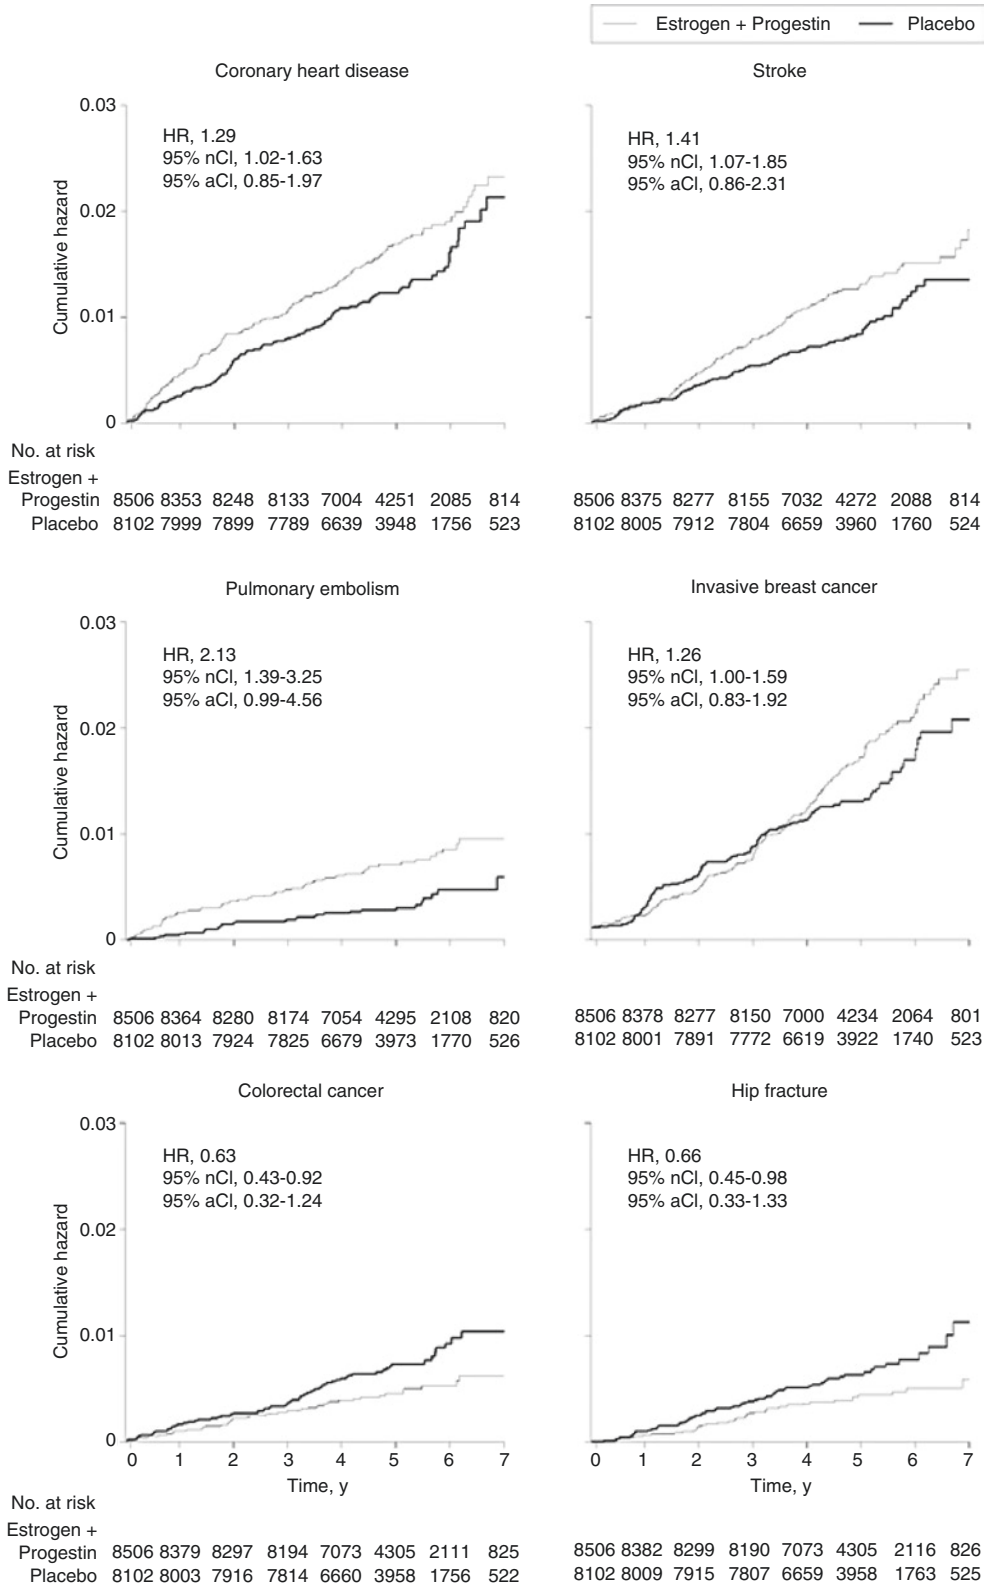 Estrogen + Progestin Placebo
Coronary heart disease
0.03
0.02
0.01
0
Cumulative hazard
HR, 1.29
95% nCI, 1.02-1.63
95% aCI, 0.85-1.97
Stroke
HR, 1.41
95% nCI, 1.07-1.85
95% aCI, 0.86-2.31
No. at risk
Estrogen +
Progestin 8506 8353 8248 8133 7004 4251 2085 814
Placebo 8102 7999 7899 7789 6639 3948 1756 523
8506 8375 8277 8155 7032 4272 2088 814
8102 8005 7912 7804 6659 3960 1760 524
Pulmonary embolism
0.03
0.02
0.01
0
Cumulative hazard
HR, 2.13
95% nCI, 1.39-3.25
95% aCI, 0.99-4.56
Invasive breast cancer
HR, 1.26
95% nCI, 1.00-1.59
95% aCI, 0.83-1.92
No. at risk
Estrogen +
Progestin 8506 8364 8280 8174 7054 4295 2108 820
Placebo 8102 8013 7924 7825 6679 3973 1770 526
8506 8378 8277 8150 7000 4234 2064 801
8102 8001 7891 7772 6619 3922 1740 523
Colorectal cancer
0.03
0.02
0.01
0
Cumulative hazard
HR, 0.63
95% nCI, 0.43-0.92
95% aCI, 0.32-1.24
0 1 2 3 4 5 6 7
Time, y
Hip fracture
HR, 0.66
95% nCI, 0.45-0.98
95% aCI, 0.33-1.33
0 1 2 3 4 5 6 7
Time, y
No. at risk
Estrogen +
Progestin 8506 8379 8297 8194 7073 4305 2111 825
Placebo 8102 8003 7916 7814 6660 3958 1756 522
8506 8382 8299 8190 7073 4305 2116 826
8102 8009 7915 7807 6659 3958 1763 525